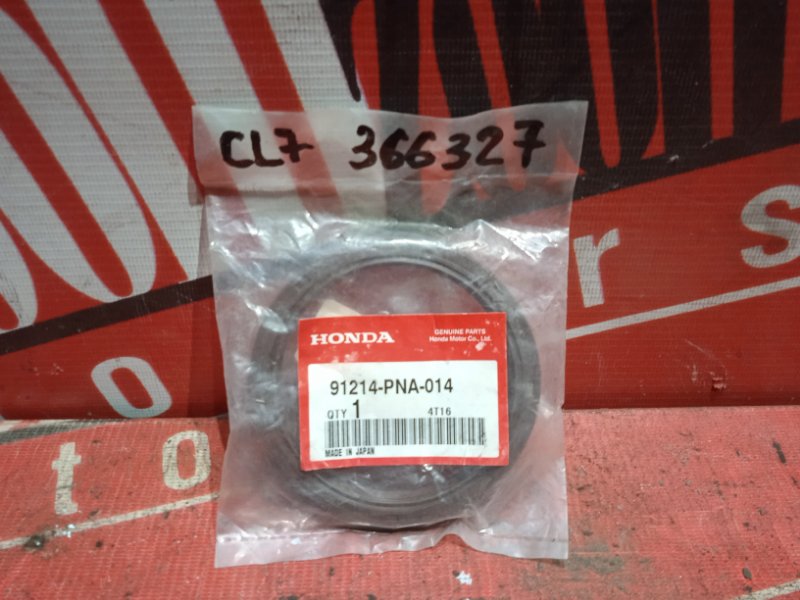 CL7 366327
r s
HONDA
GENUINE PARTS
Honda Motor Co., Ltd.
91214-PNA-014
QTY 1
4T16
MADE IN JAPAN
o
t o